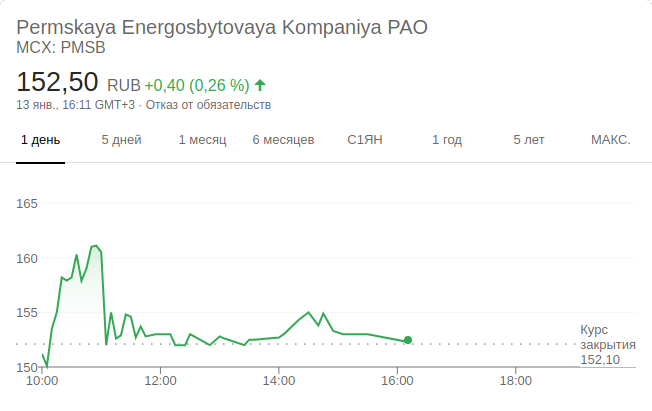 Permskaya Energosbytovaya Kompaniya PAO
MCX: PMSB
152,50 RUB +0,40 (0,26 %)
13 янв., 16:11 GMT+3 · Отказ от обязательств
1 день 5 дней 1 месяц 6 месяцев С1ЯН 1 год 5 лет МАКС.
165
160
155
150
Курс
закрытия
152,10
10:00 12:00 14:00 16:00 18:00